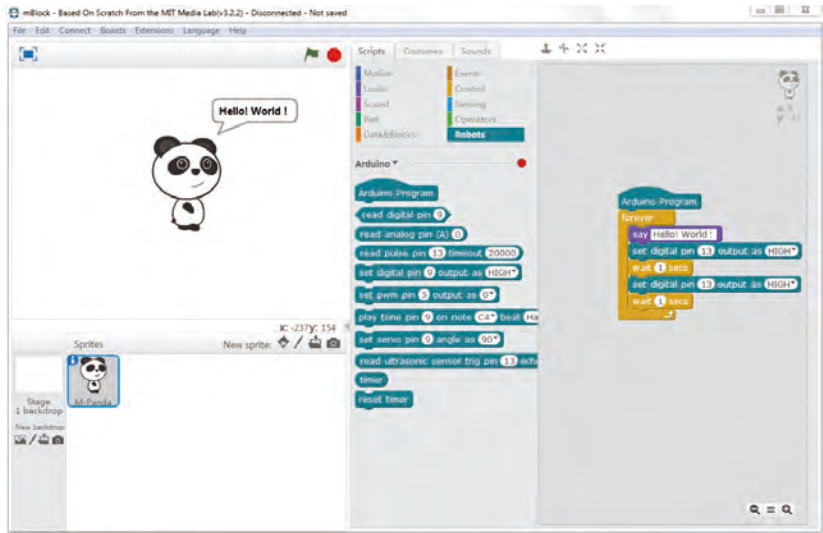 mBlock - Based On Scratch From the MIT Media Lab(v3.2.2) - Disconnected - Not saved
File Edit Connect Boards Extensions Language Help
Hello! World !
X: -237 y: 154
Sprites New sprite:
Stage
1 backdrop
New backdrop
M-Panda
Scripts Costumes Sounds
Motion Events
Looks Control
Sound Sensing
Pen Operators
Data&Blocks Robots
Arduino
Arduino Program
read digital pin 9
read analog pin (A) 0
read pulse pin 13 timeout 20000
set digital pin 9 output as HIGH
set pwm pin 5 output as 0
play tone pin 9 on note C4 beat Ha
set servo pin 9 angle as 90
read ultrasonic sensor trig pin 13 echo
timer
reset timer
Arduino Program
forever
say Hello! World !
set digital pin 13 output as HIGH
wait 1 secs
set digital pin 13 output as HIGH
wait 1 secs